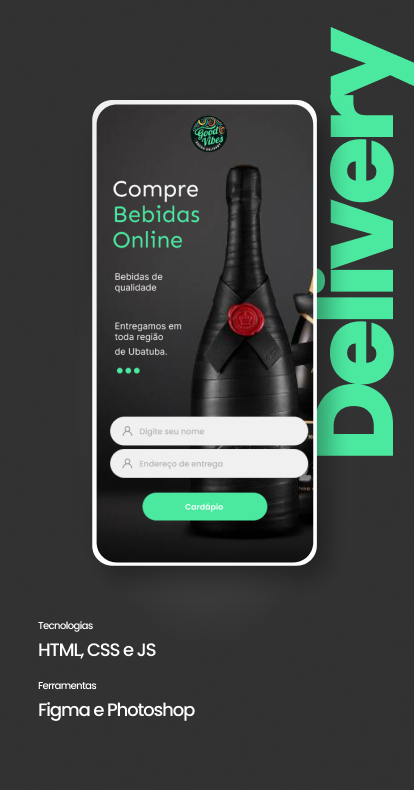 Delivery
Good
Vibes
Compre
Bebidas
Online
Bebidas de
qualidade
Entregamos em
toda região
de Ubatuba.
Digite seu nome
Endereço de entrega
Cardápio
Tecnologias
HTML, CSS e JS
Ferramentas
Figma e Photoshop